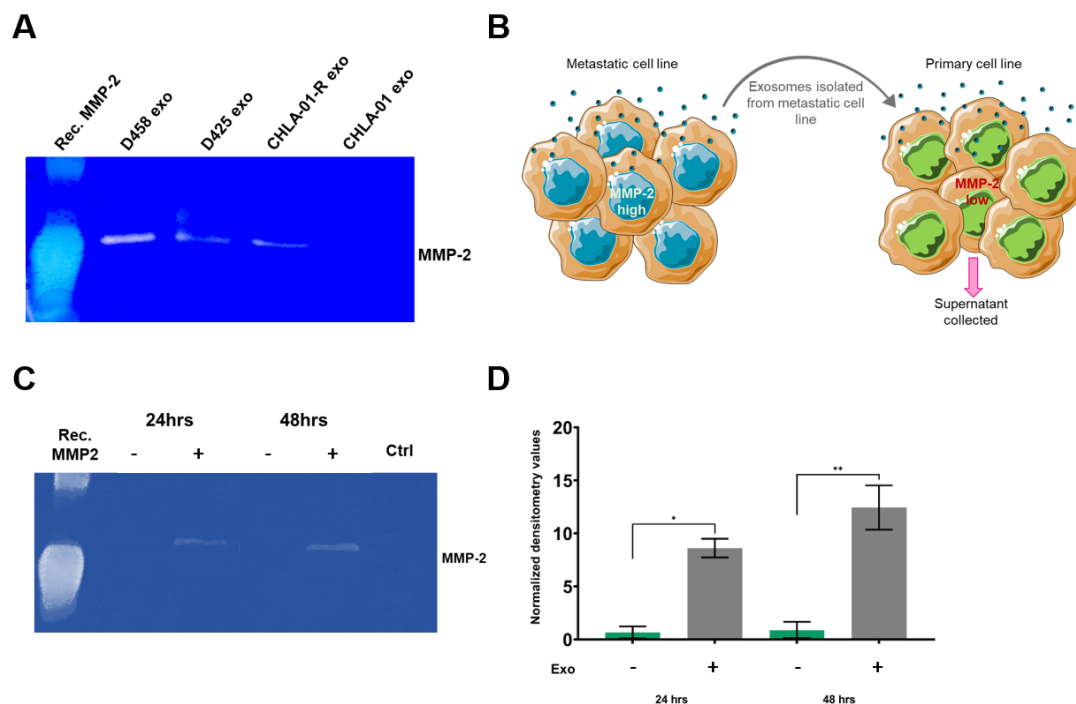 A
Rec. MMP-2
D458 exo
D425 exo
CHLA-01-R exo
CHLA-01 exo
MMP-2
B
Metastatic cell line
Primary cell line
Exosomes isolated
from metastatic cell
line
MMP-2
high
MMP-2
low
Supernatant
collected
C
24hrs
48hrs
Rec.
MMP2
-
+
-
+
Ctrl
MMP-2
D
Normalized densitometry values
20
15
10
5
0
*
**
Exo
-
+
-
+
24 hrs
48 hrs